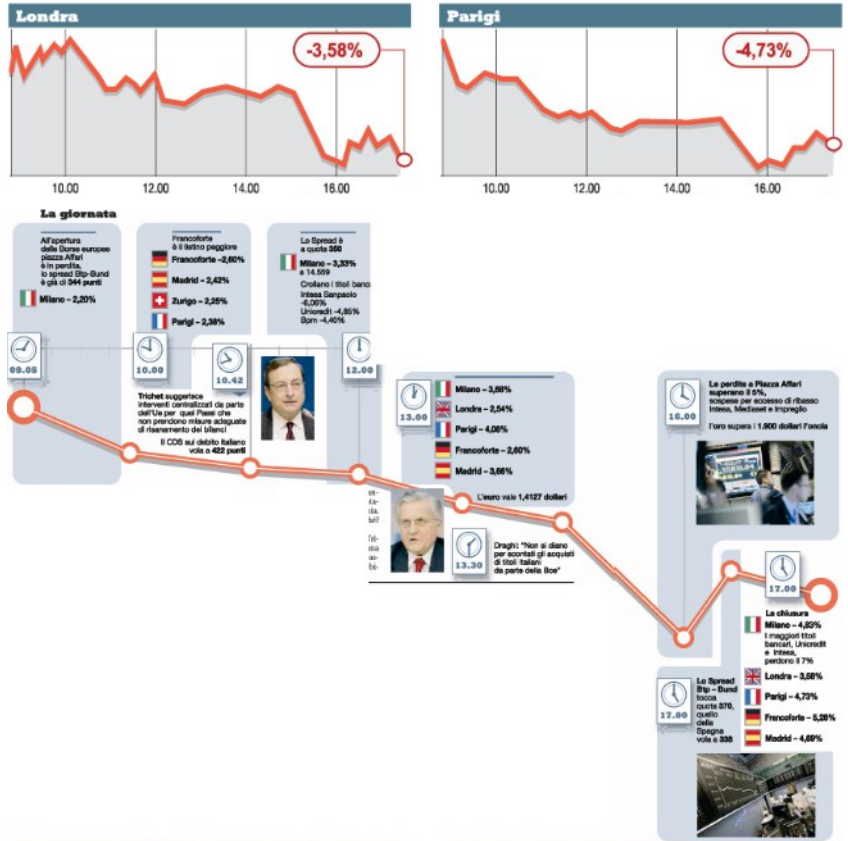 Londra
-3,58%
10.00 12.00 14.00 16.00
Parigi
-4,73%
10.00 12.00 14.00 16.00
La giornata
All'apertura
delle Borse europee
piazza Affari
è in perdita,
lo spread Btp-Bund
è già di 344 punti
Milano – 2,20%
09.05
Francoforte
è il listino peggiore
Francoforte –2,60%
Madrid – 2,42%
Zurigo – 2,25%
Parigi – 2,38%
10.00
10.42
Trichet suggerisce
interventi centralizzati da parte
dell'Ue per quei Paesi che
non prendono misure adeguate
di risanamento dei bilanci
Il CDS sul debito italiano
vola a 422 punti
Lo Spread è
a quota 350
Milano – 3,33%
a 14.559
Crollano i titoli banc
Intesa Sanpaolo
-6,00%
Unicredit -4,85%
Bpm -4,40%
12.00
13.00
Milano – 3,68%
Londra – 2,54%
Parigi – 4,06%
Francoforte – 2,60%
Madrid – 3,66%
L'euro vale 1,4127 dollari
13.30
Draghi: "Non si diano
per scontati gli acquisti
di titoli italiani
da parte della Bce"
16.00
Le perdite a Piazza Affari
superano il 5%,
sospese per eccesso di ribasso
Intesa, Mediaset e Impregilo
l'oro supera i 1.900 dollari l'oncia
17.00
La chiusura
Milano – 4,83%
I maggiori titoli
bancari, Unicredit
e Intesa,
perdono il 7%
Londra – 3,58%
Parigi – 4,73%
Francoforte – 5,28%
Madrid – 4,69%
17.00
Lo Spread
Btp – Bund
tocca
quota 370,
quello
della
Spagna
vola a 338